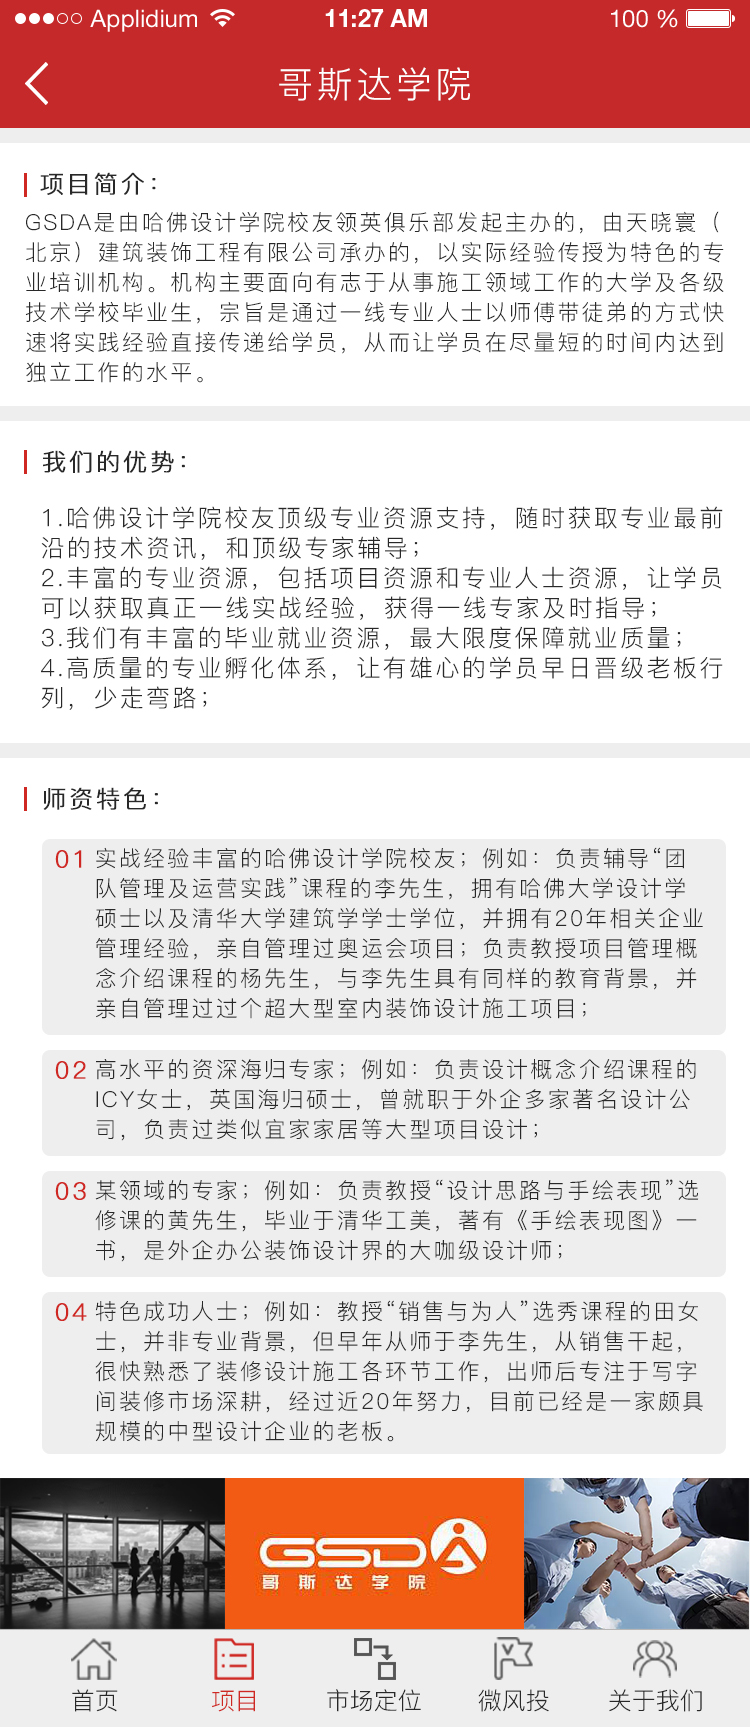 Applidium 11:27 AM 100 %
哥斯达学院
项目简介：
GSDA是由哈佛设计学院校友领英俱乐部发起主办的，由天晓寰（
北京）建筑装饰工程有限公司承办的，以实际经验传授为特色的专
业培训机构。机构主要面向有志于从事施工领域工作的大学及各级
技术学校毕业生，宗旨是通过一线专业人士以师傅带徒弟的方式快
速将实践经验直接传递给学员，从而让学员在尽量短的时间内达到
独立工作的水平。
我们的优势：
1.哈佛设计学院校友顶级专业资源支持，随时获取专业最前
沿的技术资讯，和顶级专家辅导；
2.丰富的专业资源，包括项目资源和专业人士资源，让学员
可以获取真正一线实战经验，获得一线专家及时指导；
3.我们有丰富的毕业就业资源，最大限度保障就业质量；
4.高质量的专业孵化体系，让有雄心的学员早日晋级老板行
列，少走弯路；
师资特色：
01 实战经验丰富的哈佛设计学院校友；例如：负责辅导“团
队管理及运营实践”课程的李先生，拥有哈佛大学设计学
硕士以及清华大学建筑学学士学位，并拥有20年相关企业
管理经验，亲自管理过奥运会项目；负责教授项目管理概
念介绍课程的杨先生，与李先生具有同样的教育背景，并
亲自管理过过个超大型室内装饰设计施工项目；
02 高水平的资深海归专家；例如：负责设计概念介绍课程的
ICY女士，英国海归硕士，曾就职于外企多家著名设计公
司，负责过类似宜家家居等大型项目设计；
03 某领域的专家；例如：负责教授“设计思路与手绘表现”选
修课的黄先生，毕业于清华工美，著有《手绘表现图》一
书，是外企办公装饰设计界的大咖级设计师；
04 特色成功人士；例如：教授“销售与为人”选秀课程的田女
士，并非专业背景，但早年从师于李先生，从销售干起，
很快熟悉了装修设计施工各环节工作，出师后专注于写字
间装修市场深耕，经过近20年努力，目前已经是一家颇具
规模的中型设计企业的老板。
GSDA
哥斯达学院
首页 项目 市场定位 微风投 关于我们